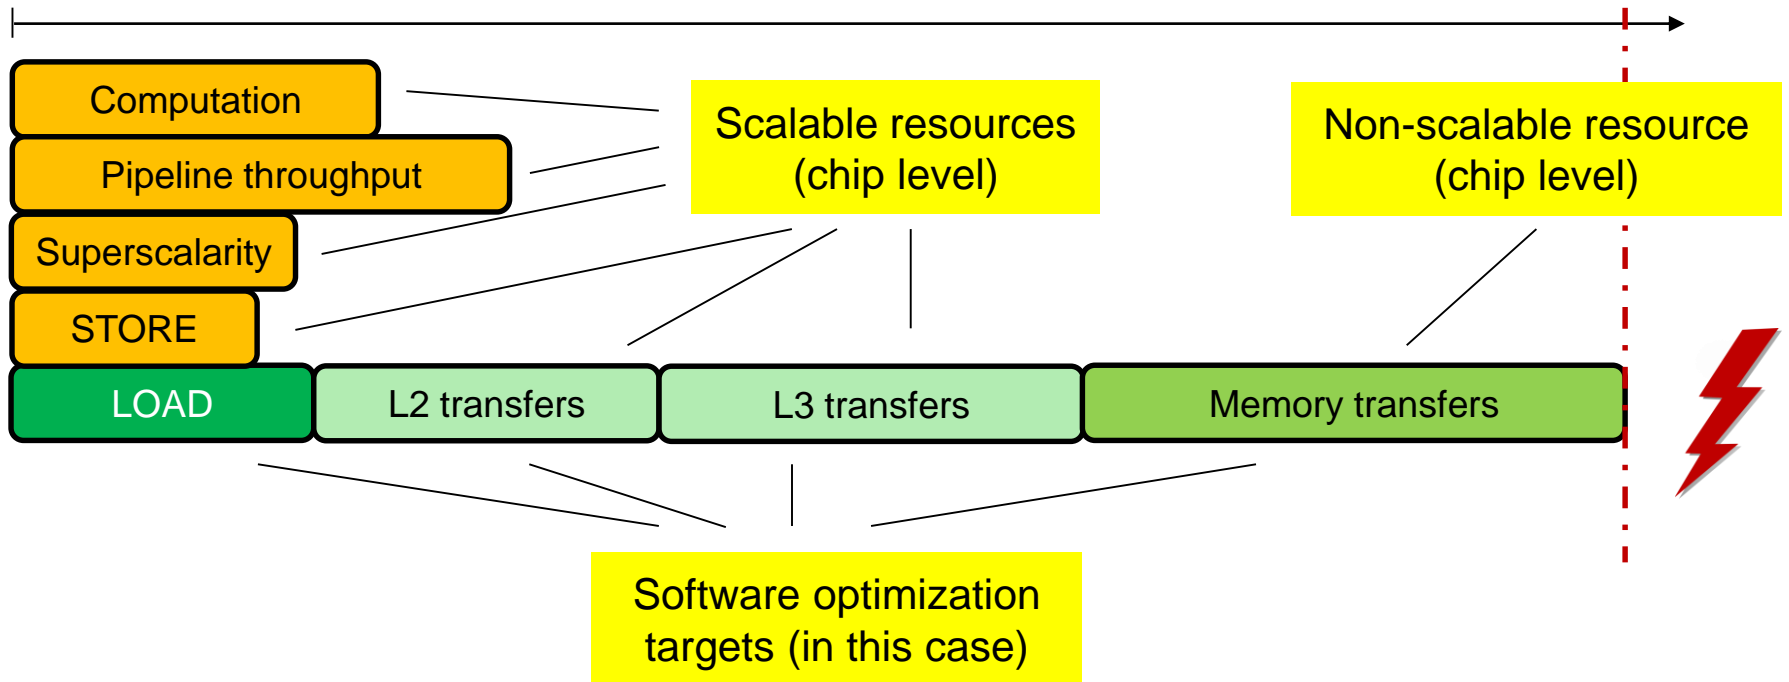 Computation
Pipeline throughput
Superscalarity
STORE
LOAD
L2 transfers
L3 transfers
Memory transfers
Scalable resources
(chip level)
Non-scalable resource
(chip level)
Software optimization
targets (in this case)